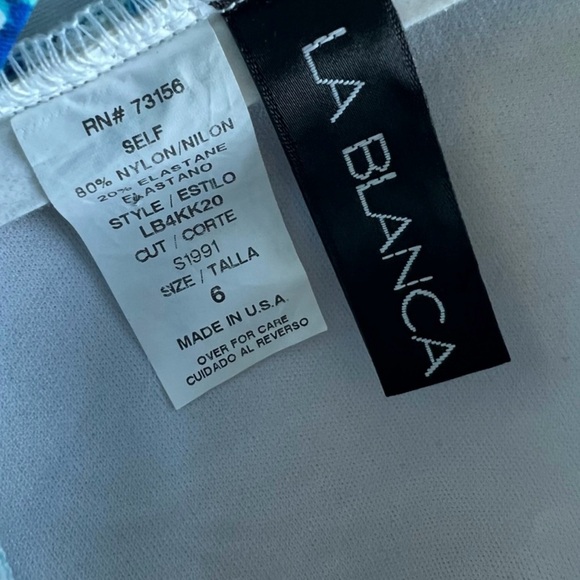 RN# 73156
SELF
80% NYLON/NILON
20% ELASTANE
ELASTANO
STYLE / ESTILO
LB4KK20
CUT / CORTE
S1991
SIZE / TALLA
6
MADE IN U.S.A.
OVER FOR CARE
CUIDADO AL REVERSO
LA BLANCA